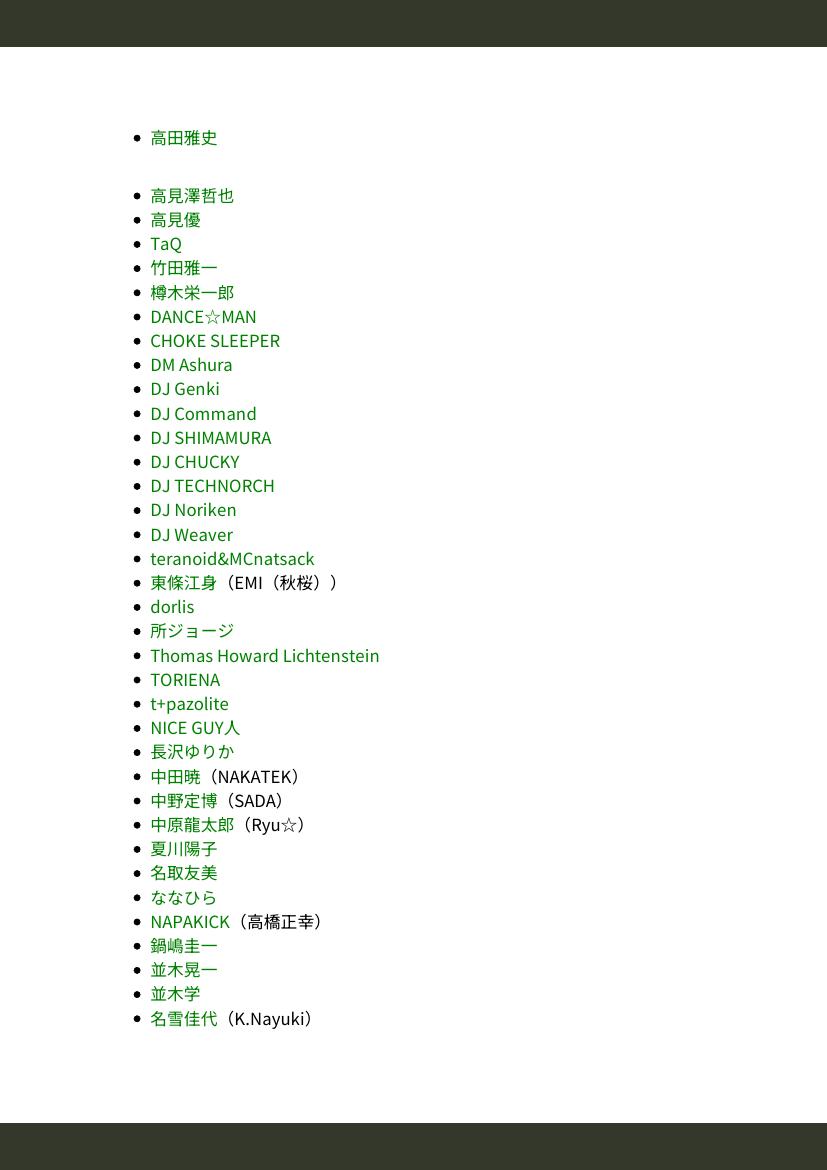 • 高田雅史
• 高見澤哲也
• 高見優
• TaQ
• 竹田雅一
• 樽木栄一郎
• DANCE☆MAN
• CHOKE SLEEPER
• DM Ashura
• DJ Genki
• DJ Command
• DJ SHIMAMURA
• DJ CHUCKY
• DJ TECHNORCH
• DJ Noriken
• DJ Weaver
• teranoid&MCnatsack
• 東條江身（EMI（秋桜））
• dorlis
• 所ジョージ
• Thomas Howard Lichtenstein
• TORIENA
• t+pazolite
• NICE GUY人
• 長沢ゆりか
• 中田暁（NAKATEK）
• 中野定博（SADA）
• 中原龍太郎（Ryu☆）
• 夏川陽子
• 名取友美
• ななひら
• NAPAKICK（高橋正幸）
• 鍋嶋圭一
• 並木晃一
• 並木学
• 名雪佳代（K.Nayuki）